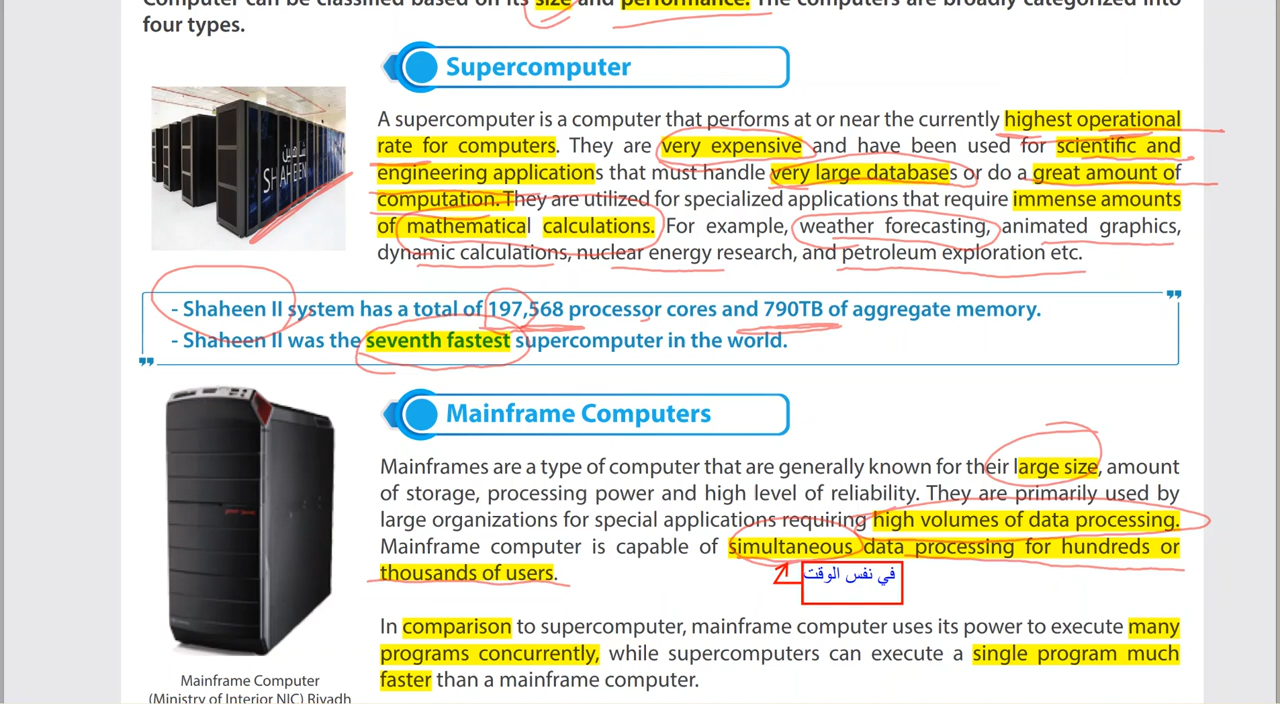 Computer can be classified based on its size and performance. The computers are broadly categorized into
four types.
Supercomputer
شاهين
SHAHEEN
A supercomputer is a computer that performs at or near the currently highest operational
rate for computers. They are very expensive and have been used for scientific and
engineering applications that must handle very large databases or do a great amount of
computation. They are utilized for specialized applications that require immense amounts
of mathematical calculations. For example, weather forecasting, animated graphics,
dynamic calculations, nuclear energy research, and petroleum exploration etc.
- Shaheen II system has a total of 197,568 processor cores and 790TB of aggregate memory.
- Shaheen II was the seventh fastest supercomputer in the world.
Mainframe Computers
Mainframes are a type of computer that are generally known for their large size, amount
of storage, processing power and high level of reliability. They are primarily used by
large organizations for special applications requiring high volumes of data processing.
Mainframe computer is capable of simultaneous data processing for hundreds or
thousands of users.
في نفس الوقت
In comparison to supercomputer, mainframe computer uses its power to execute many
programs concurrently, while supercomputers can execute a single program much
faster than a mainframe computer.
Mainframe Computer
(Ministry of Interior NIC) Riyadh